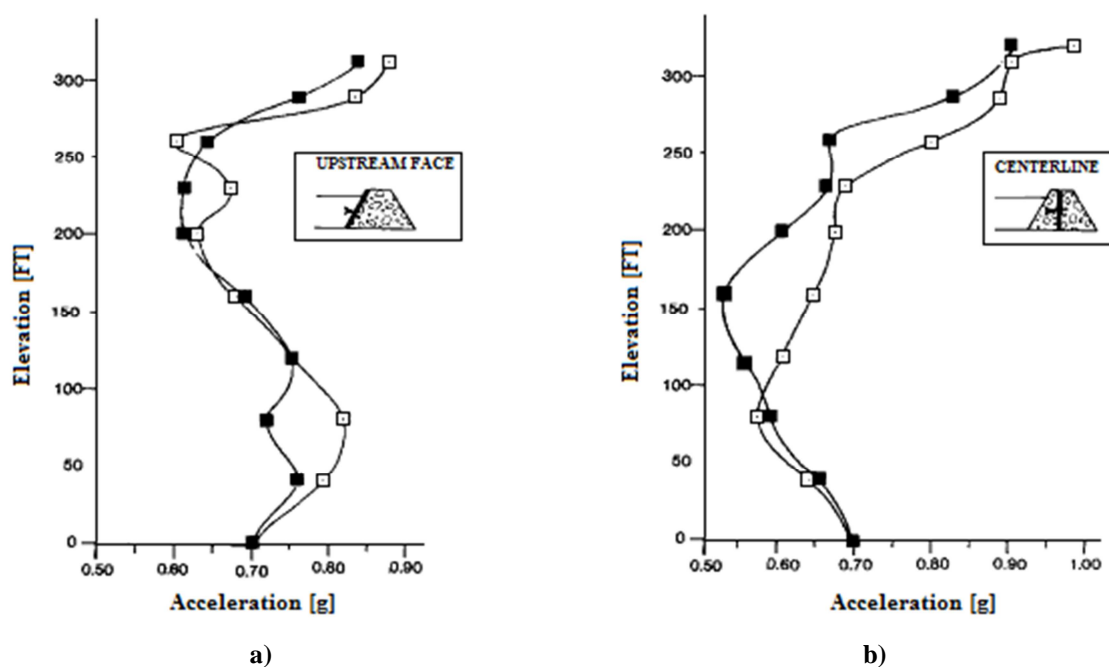 300
250
200
150
100
50
0
Elevation [FT]
UPSTREAM FACE
0.50 0.60 0.70 0.80 0.90
Acceleration [g]
a)
300
250
200
150
100
50
0
Elevation [FT]
CENTERLINE
0.50 0.60 0.70 0.80 0.90 1.00
Acceleration [g]
b)